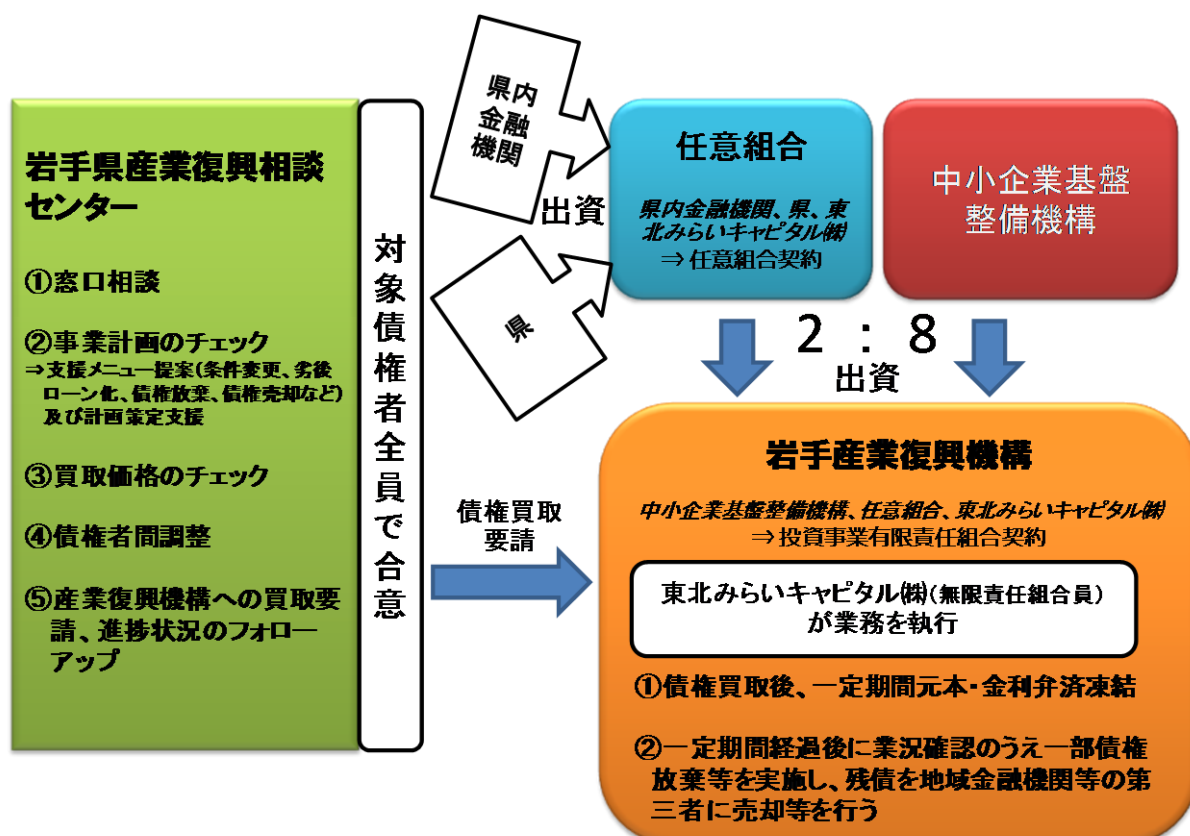 岩手県産業復興相談
センター
①窓口相談
②事業計画のチェック
⇒支援メニュー提案(条件変更、劣後
ローン化、債権放棄、債権売却など)
及び計画策定支援
③買取価格のチェック
④債権者間調整
⑤産業復興機構への買取要
請、進捗状況のフォロー
アップ
対象債権者全員で合意
県内
金融
機関
出資
県
任意組合
県内金融機関、県、東
北みらいキャピタル㈱
⇒ 任意組合契約
中小企業基盤
整備機構
2 : 8
出資
債権買取
要請
岩手産業復興機構
中小企業基盤整備機構、任意組合、東北みらいキャピタル㈱
⇒ 投資事業有限責任組合契約
東北みらいキャピタル㈱(無限責任組合員)
が業務を執行
①債権買取後、一定期間元本・金利弁済凍結
②一定期間経過後に業況確認のうえ一部債権
放棄等を実施し、残債を地域金融機関等の第
三者に売却等を行う